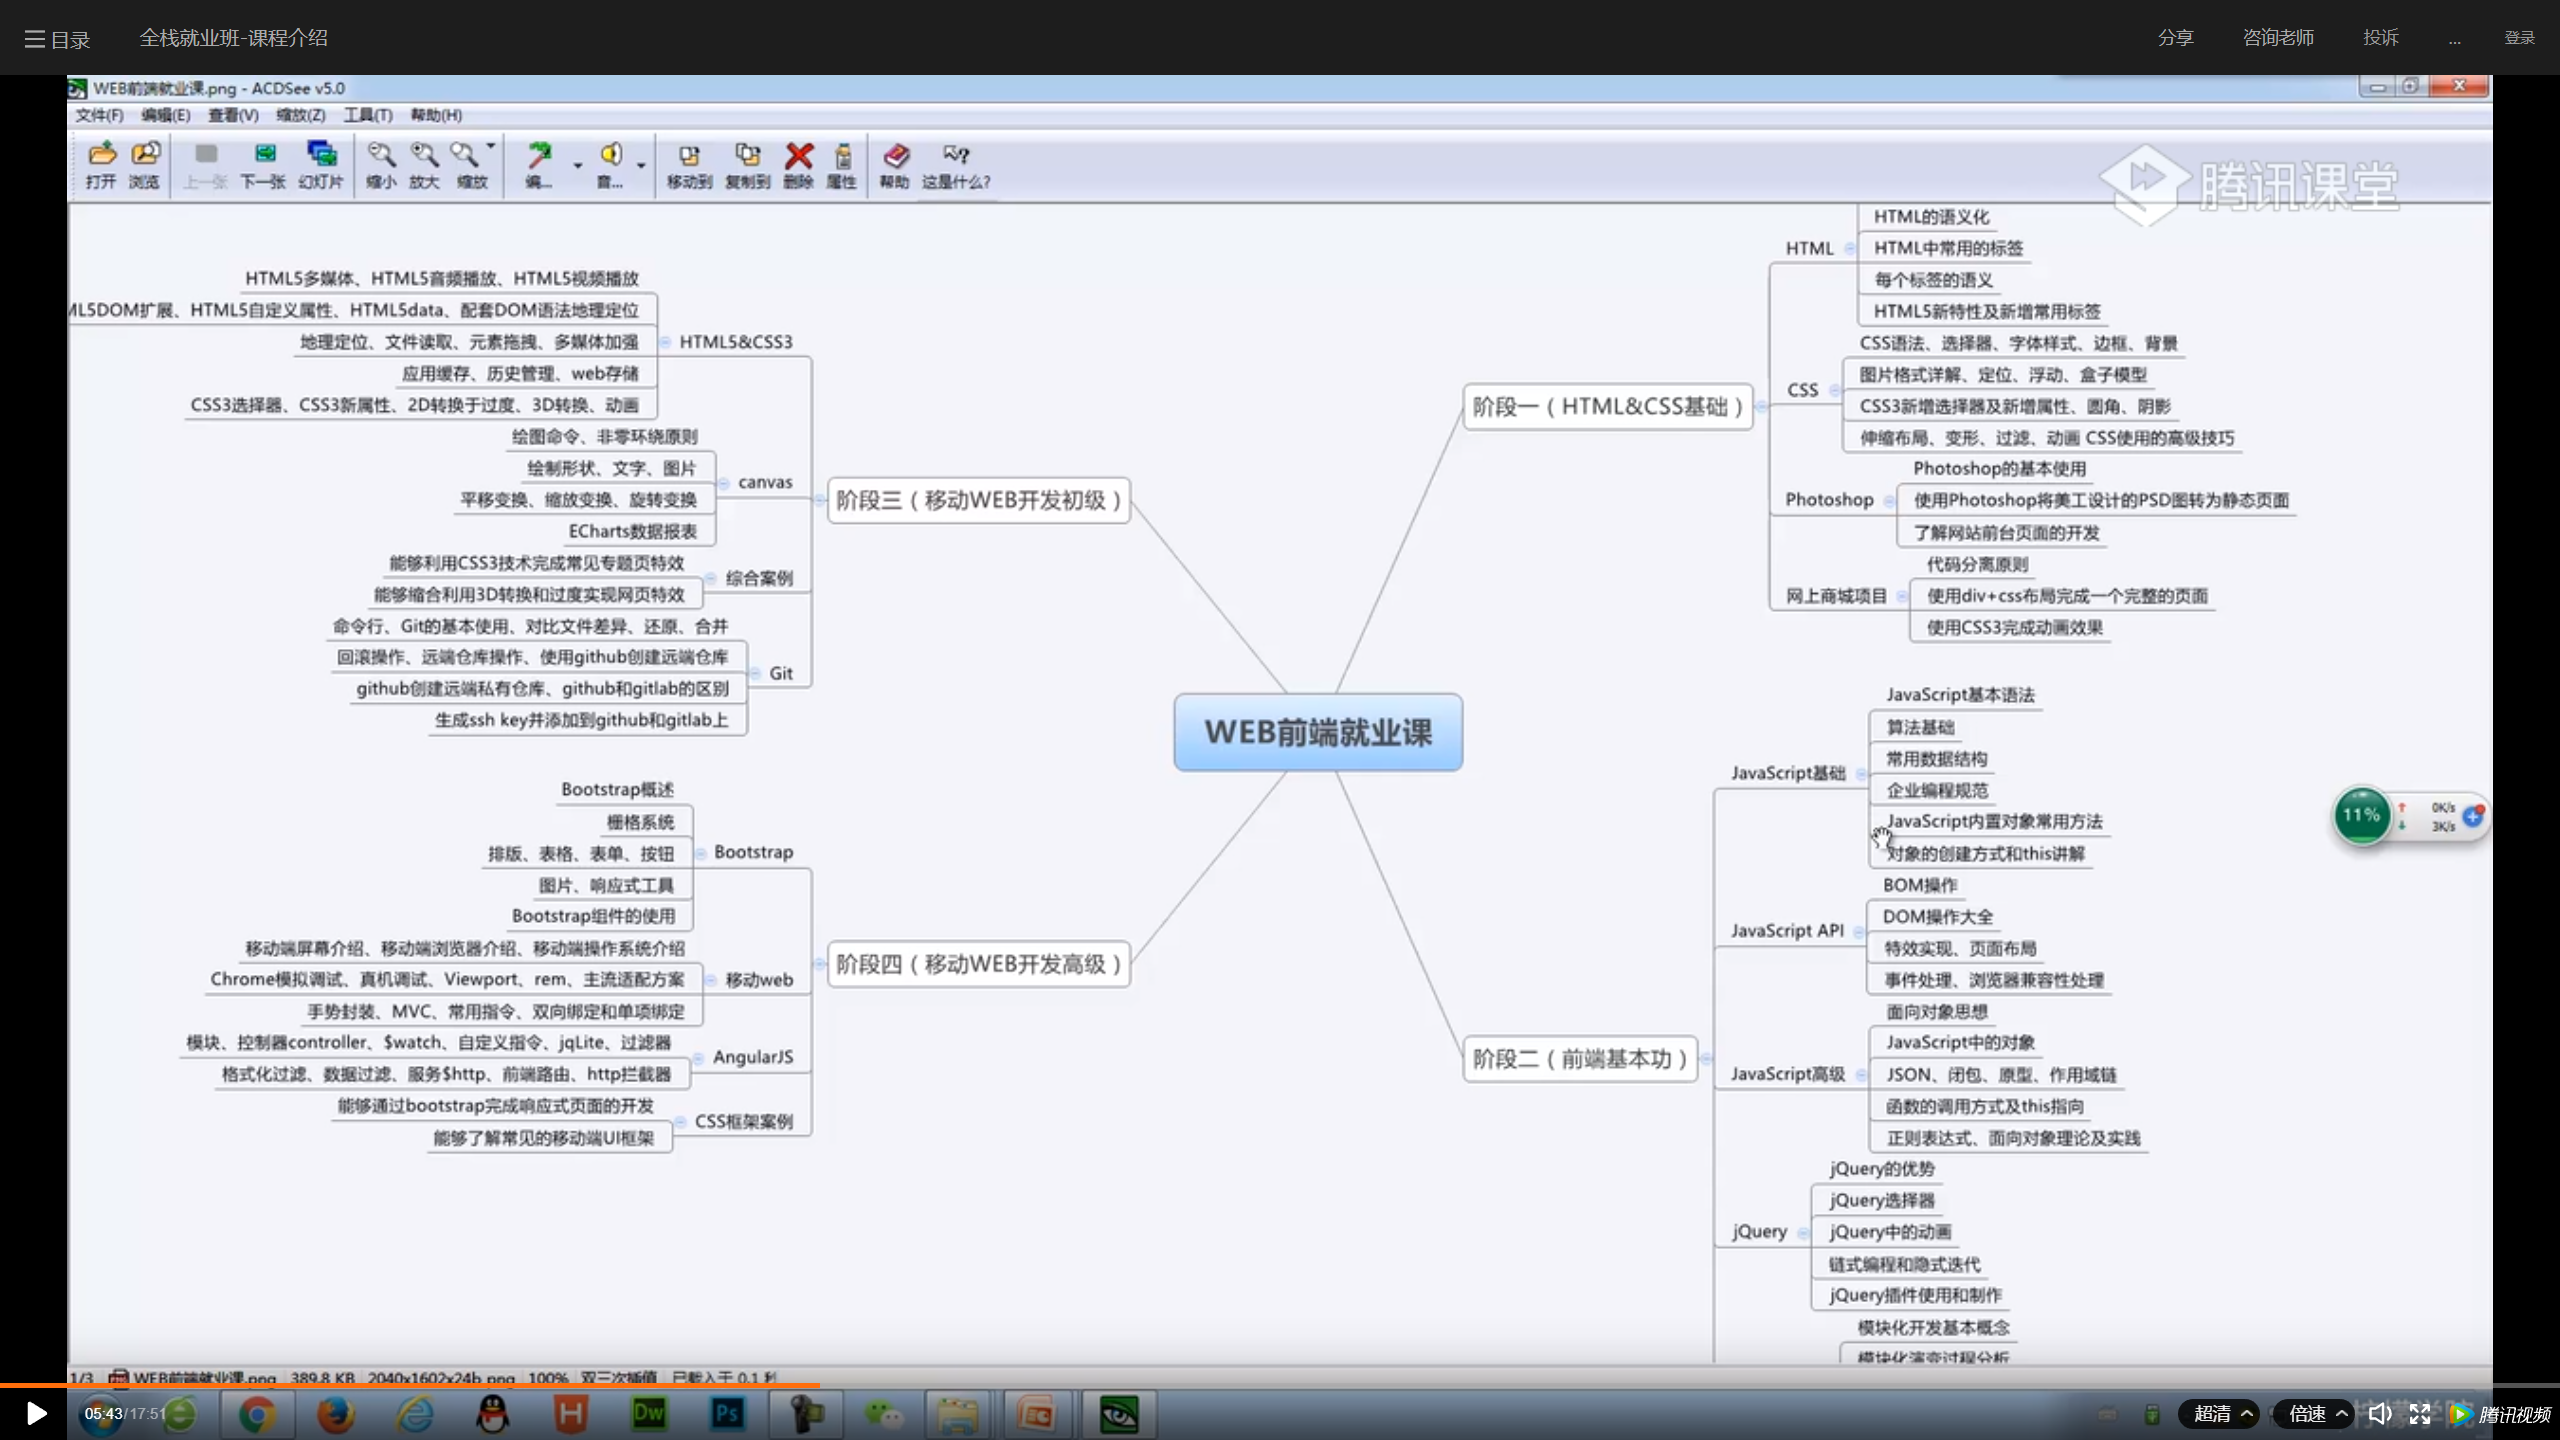 目录
全栈就业班-课程介绍
分享
咨询老师
投诉
...
登录
WEB前端就业课.png - ACDSee v5.0
文件(F) 编辑(E) 查看(V) 缩放(Z) 工具(T) 帮助(H)
打开 浏览 上一张 下一张 幻灯片 缩小 放大 缩放 编... 音... 移动到 复制到 删除 属性 帮助 这是什么?
腾讯课堂
WEB前端就业课
阶段一（HTML&CSS基础）
HTML
HTML的语义化
HTML中常用的标签
每个标签的语义
HTML5新特性及新增常用标签
CSS
CSS语法、选择器、字体样式、边框、背景
图片格式详解、定位、浮动、盒子模型
CSS3新增选择器及新增属性、圆角、阴影
伸缩布局、变形、过滤、动画 CSS使用的高级技巧
Photoshop
Photoshop的基本使用
使用Photoshop将美工设计的PSD图转为静态页面
了解网站前台页面的开发
网上商城项目
代码分离原则
使用div+css布局完成一个完整的页面
使用CSS3完成动画效果
阶段二（前端基本功）
JavaScript基础
JavaScript基本语法
算法基础
常用数据结构
企业编程规范
JavaScript内置对象常用方法
对象的创建方式和this讲解
JavaScript API
BOM操作
DOM操作大全
特效实现、页面布局
事件处理、浏览器兼容性处理
JavaScript高级
面向对象思想
JavaScript中的对象
JSON、闭包、原型、作用域链
函数的调用方式及this指向
正则表达式、面向对象理论及实践
jQuery
jQuery的优势
jQuery选择器
jQuery中的动画
链式编程和隐式迭代
jQuery插件使用和制作
模块化开发基本概念
模块化演变过程分析
阶段三（移动WEB开发初级）
HTML5&CSS3
HTML5多媒体、HTML5音频播放、HTML5视频播放
ML5DOM扩展、HTML5自定义属性、HTML5data、配套DOM语法地理定位
地理定位、文件读取、元素拖拽、多媒体加强
应用缓存、历史管理、web存储
CSS3选择器、CSS3新属性、2D转换于过度、3D转换、动画
canvas
绘图命令、非零环绕原则
绘制形状、文字、图片
平移变换、缩放变换、旋转变换
ECharts数据报表
综合案例
能够利用CSS3技术完成常见专题页特效
能够缩合利用3D转换和过度实现网页特效
Git
命令行、Git的基本使用、对比文件差异、还原、合并
回滚操作、远端仓库操作、使用github创建远端仓库
github创建远端私有仓库、github和gitlab的区别
生成ssh key并添加到github和gitlab上
阶段四（移动WEB开发高级）
Bootstrap
Bootstrap概述
栅格系统
排版、表格、表单、按钮
图片、响应式工具
Bootstrap组件的使用
移动web
移动端屏幕介绍、移动端浏览器介绍、移动端操作系统介绍
Chrome模拟调试、真机调试、Viewport、rem、主流适配方案
手势封装、MVC、常用指令、双向绑定和单项绑定
AngularJS
模块、控制器controller、$watch、自定义指令、jqLite、过滤器
格式化过滤、数据过滤、服务$http、前端路由、http拦截器
CSS框架案例
能够通过bootstrap完成响应式页面的开发
能够了解常见的移动端UI框架
11%
0K/s
3K/s
1/3 WEB前端就业课.png 389.8 KB 2040x1602x24b png 100% 双三次插值 已载入于 0.1 秒
05:43/17:51
Dw
Ps
超清
倍速
腾讯视频